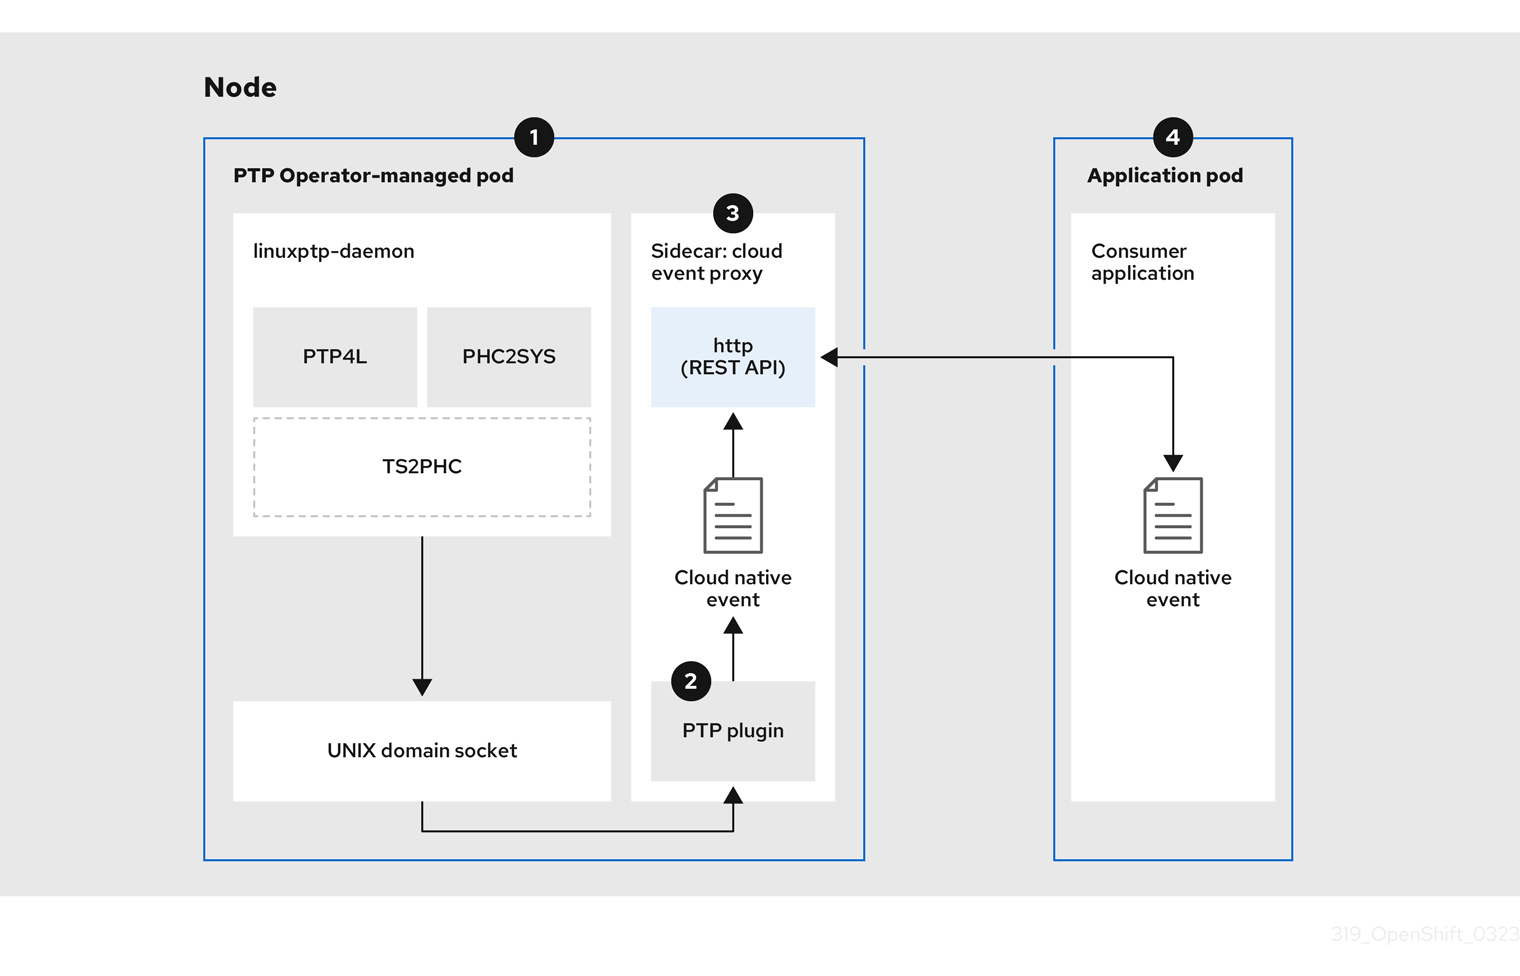 Node
1
PTP Operator-managed pod
linuxptp-daemon
PTP4L
PHC2SYS
TS2PHC
UNIX domain socket
3
Sidecar: cloud
event proxy
http
(REST API)
Cloud native
event
2
PTP plugin
4
Application pod
Consumer
application
Cloud native
event
319_OpenShift_0323